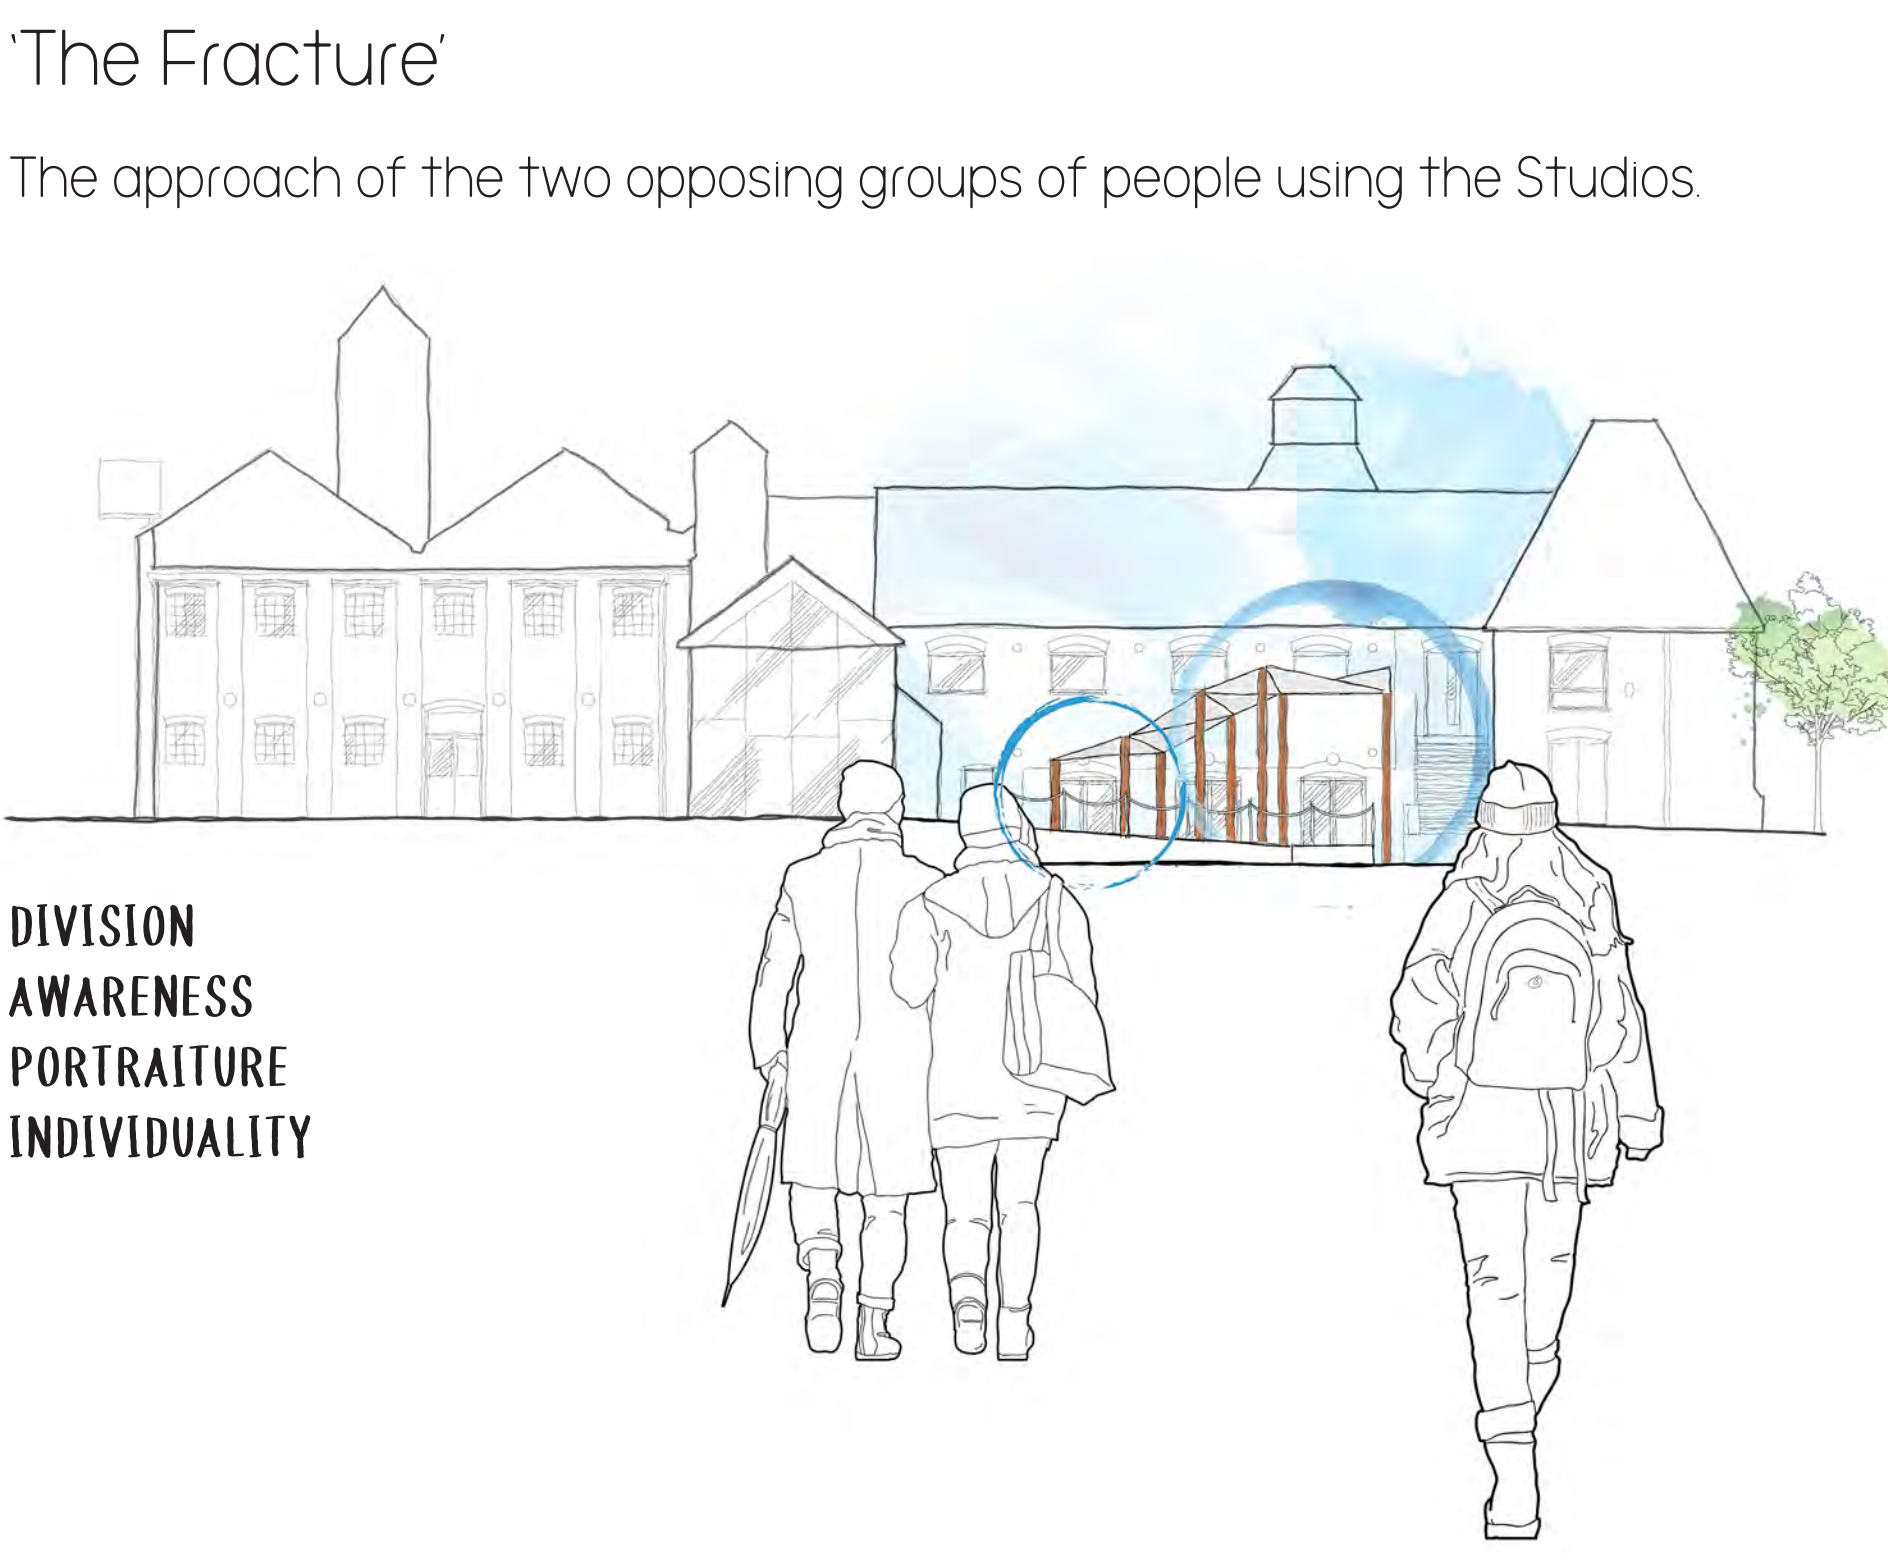 ‘The Fracture’
The approach of the two opposing groups of people using the Studios.
DIVISION
AWARENESS
PORTRAITURE
INDIVIDUALITY